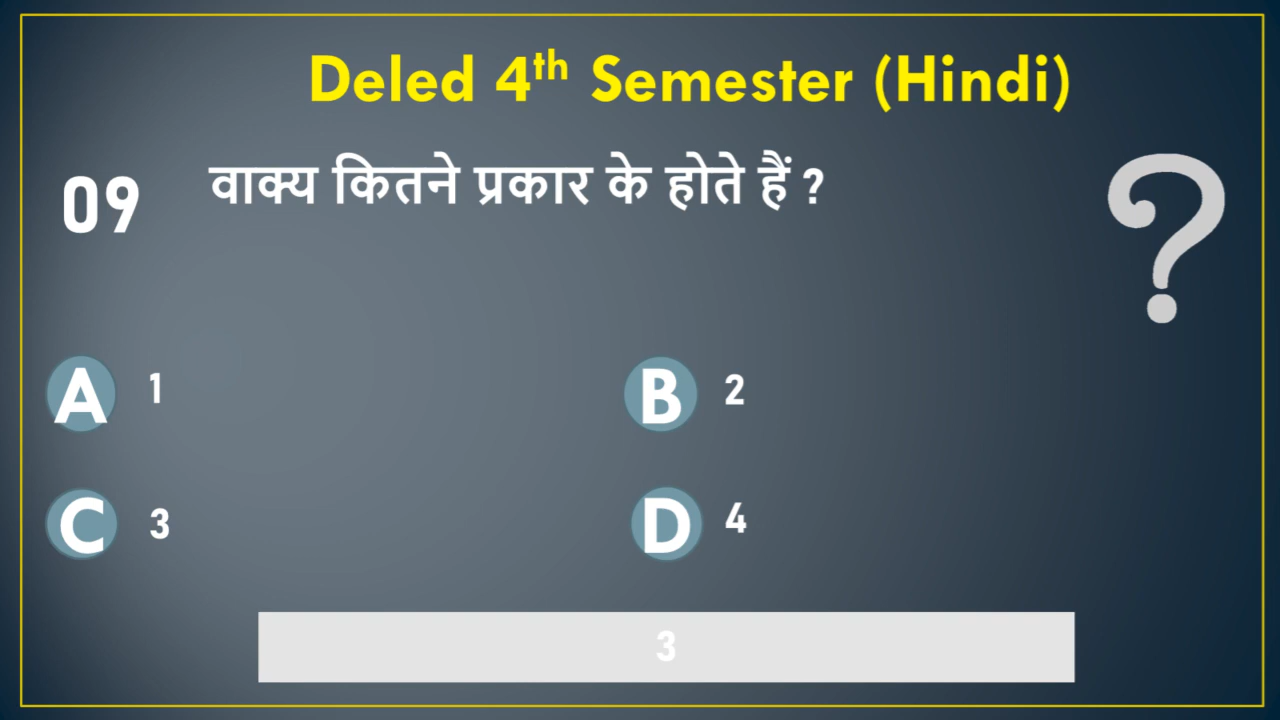 Deled 4th Semester (Hindi)
09 वाक्य कितने प्रकार के होते हैं ?
?
A 1
B 2
C 3
D 4
3